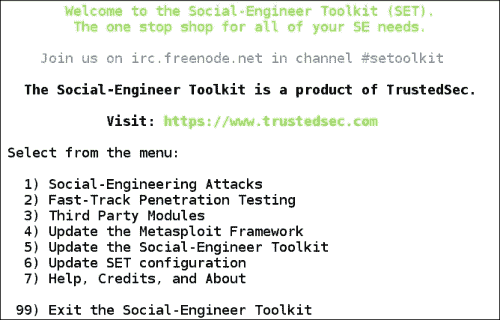 Welcome to the Social-Engineer Toolkit (SET).
The one stop shop for all of your SE needs.
Join us on irc.freenode.net in channel #setoolkit
The Social-Engineer Toolkit is a product of TrustedSec.
Visit: https://www.trustedsec.com
Select from the menu:
1) Social-Engineering Attacks
2) Fast-Track Penetration Testing
3) Third Party Modules
4) Update the Metasploit Framework
5) Update the Social-Engineer Toolkit
6) Update SET configuration
7) Help, Credits, and About
99) Exit the Social-Engineer Toolkit